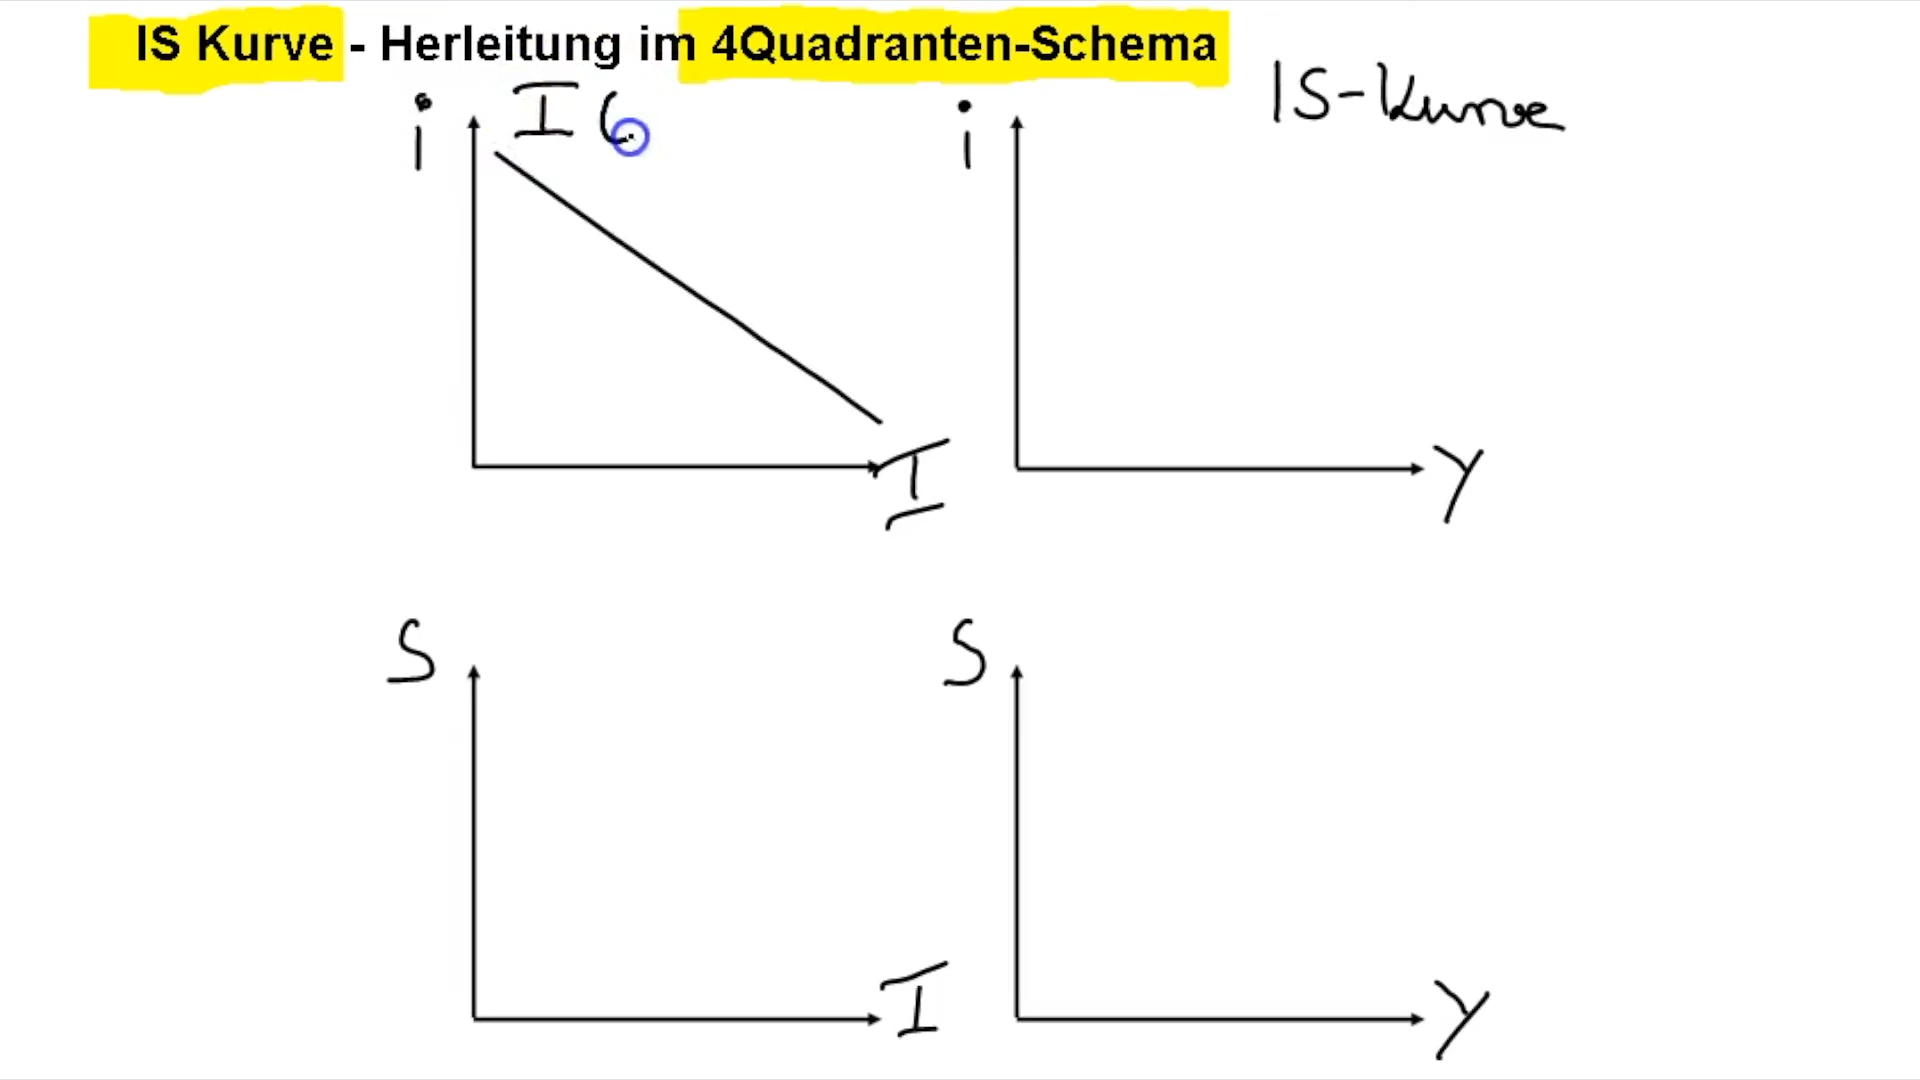 IS Kurve - Herleitung im 4Quadranten-Schema
i I ( i IS-Kurve
I Y
S S
I Y